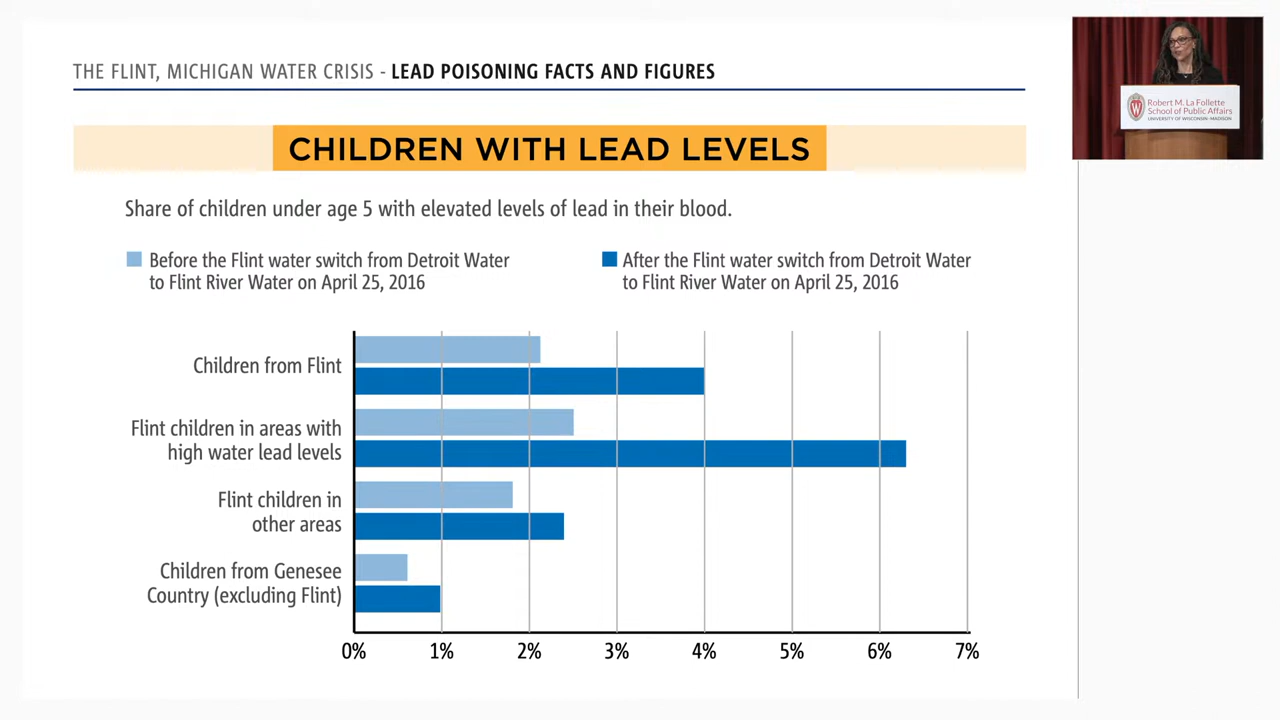 THE FLINT, MICHIGAN WATER CRISIS - LEAD POISONING FACTS AND FIGURES
CHILDREN WITH LEAD LEVELS
Share of children under age 5 with elevated levels of lead in their blood.
Before the Flint water switch from Detroit Water
to Flint River Water on April 25, 2016
After the Flint water switch from Detroit Water
to Flint River Water on April 25, 2016
Children from Flint
Flint children in areas with
high water lead levels
Flint children in
other areas
Children from Genesee
Country (excluding Flint)
0%
1%
2%
3%
4%
5%
6%
7%
W
Robert M. La Follette
School of Public Affairs
UNIVERSITY OF WISCONSIN-MADISON